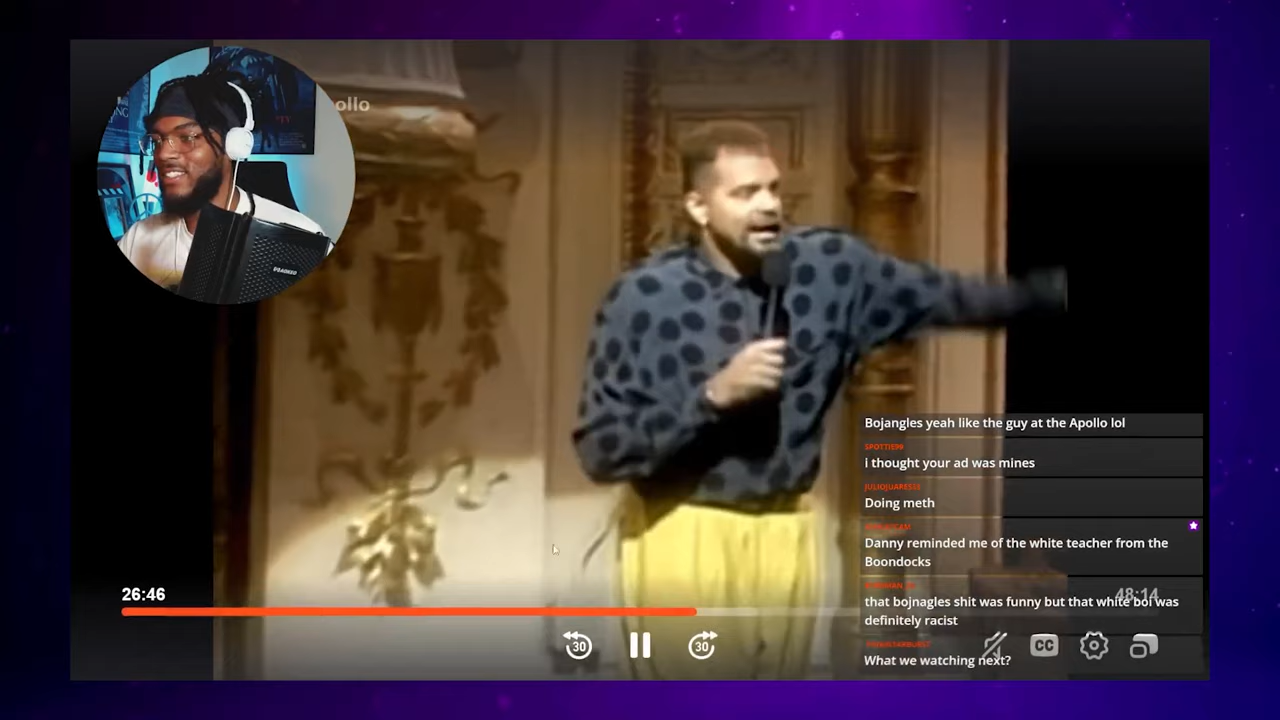 ollo
Bojangles yeah like the guy at the Apollo lol
SPOTTIE99
i thought your ad was mines
Doing meth
Danny reminded me of the white teacher from the
Boondocks
26:46
48:14
that bojnagles shit was funny but that white boi was
definitely racist
30
30
CC
What we watching next?